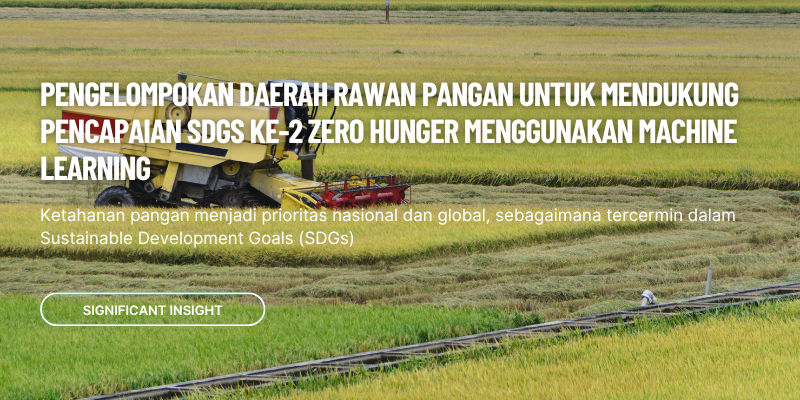 PENGELOMPOKAN DAERAH RAWAN PANGAN UNTUK MENDUKUNG
PENCAPAIAN SDGS KE-2 ZERO HUNGER MENGGUNAKAN MACHINE
LEARNING
Ketahanan pangan menjadi prioritas nasional dan global, sebagaimana tercermin dalam
Sustainable Development Goals (SDGs)
SIGNIFICANT INSIGHT